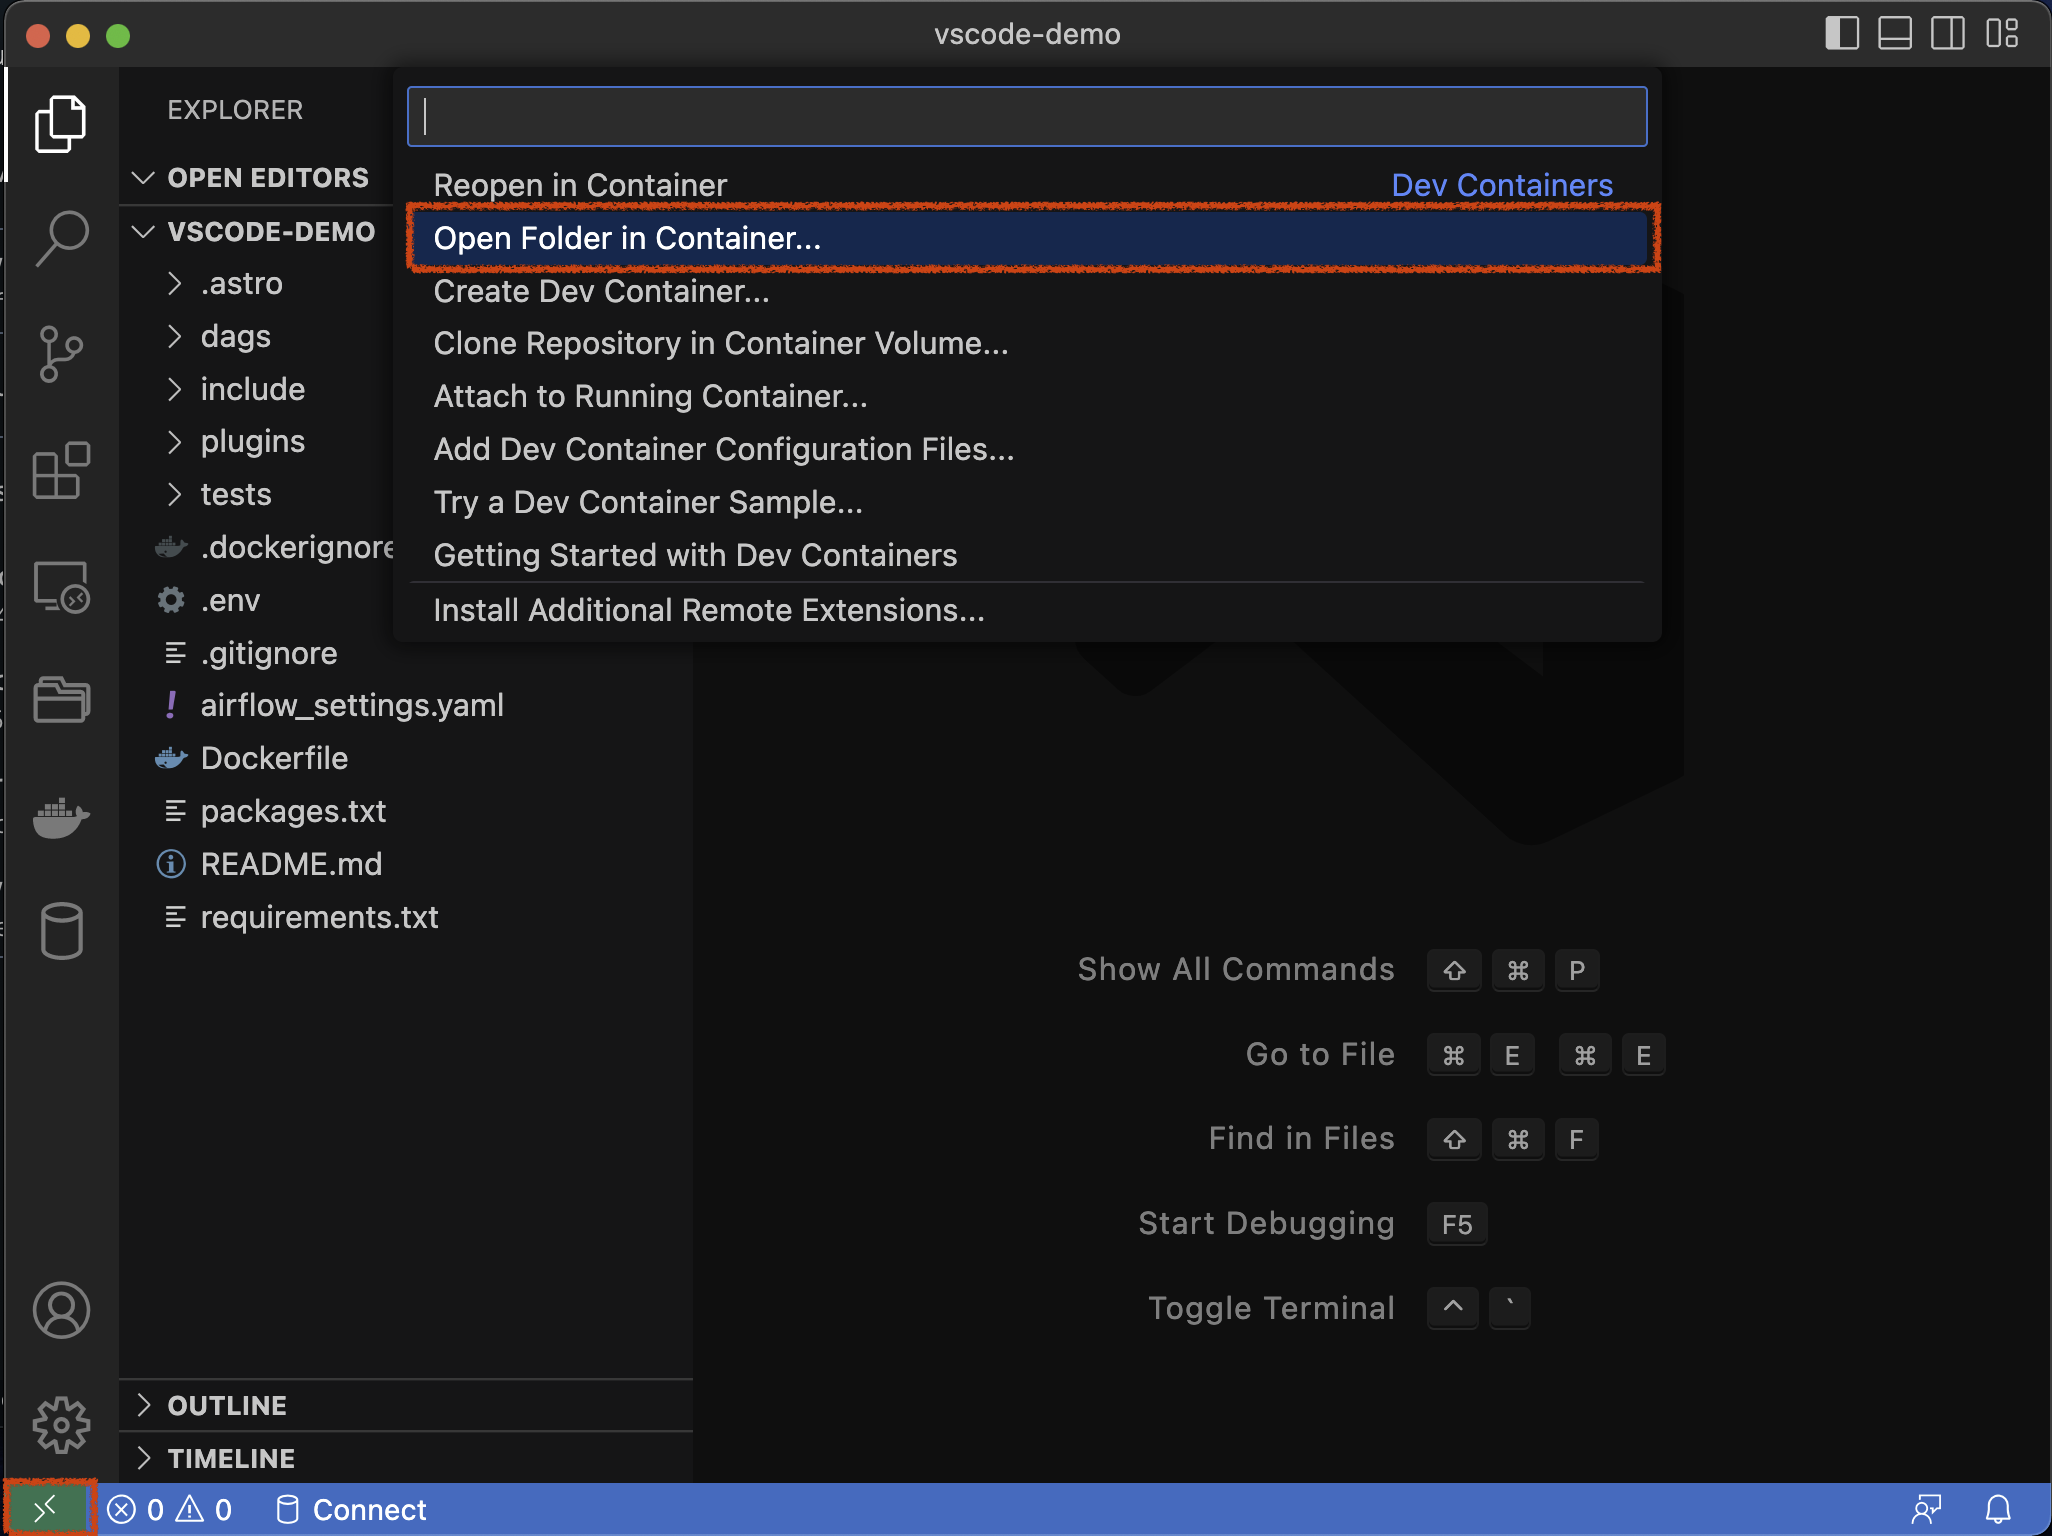 vscode-demo
EXPLORER
OPEN EDITORS
VSCODE-DEMO
.astro
dags
include
plugins
tests
.dockerignore
.env
.gitignore
airflow_settings.yaml
Dockerfile
packages.txt
README.md
requirements.txt
OUTLINE
TIMELINE
Reopen in Container Dev Containers
Open Folder in Container...
Create Dev Container...
Clone Repository in Container Volume...
Attach to Running Container...
Add Dev Container Configuration Files...
Try a Dev Container Sample...
Getting Started with Dev Containers
Install Additional Remote Extensions...
Show All Commands ⇧ ⌘ P
Go to File ⌘ E ⌘ E
Find in Files ⇧ ⌘ F
Start Debugging F5
Toggle Terminal ^ `
0 0 Connect